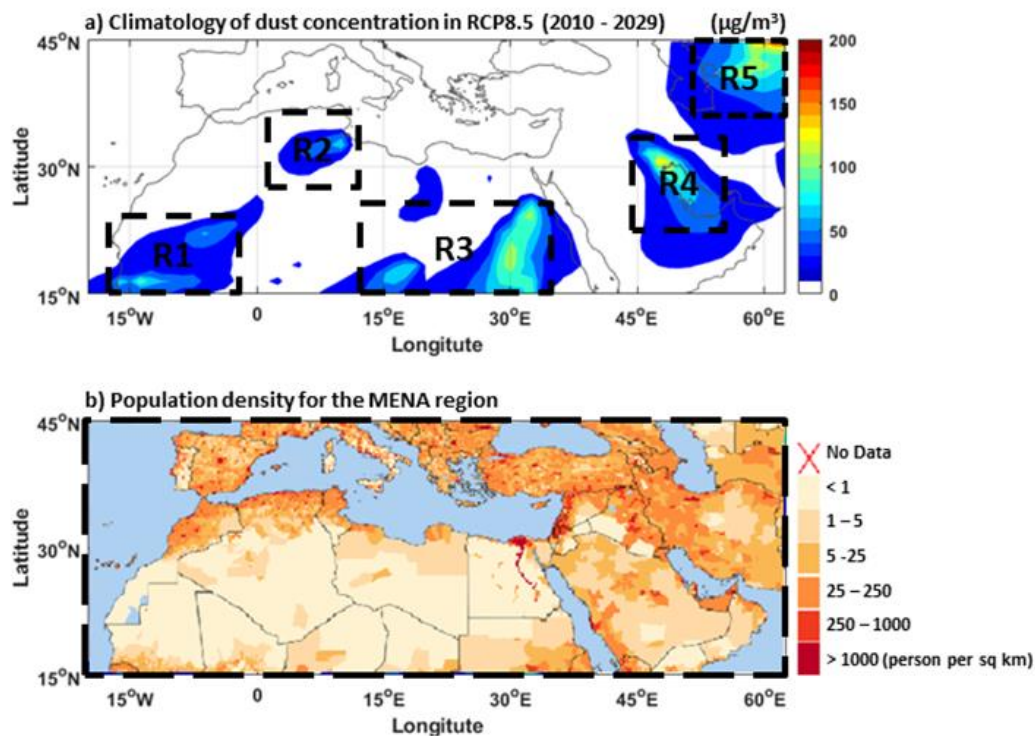 a) Climatology of dust concentration in RCP8.5 (2010 - 2029) (µg/m³)
45°N
30°N
15°N
Latitude
R1
R2
R3
R4
R5
200
150
100
50
0
15°W
0
15°E
30°E
45°E
60°E
Longitute
b) Population density for the MENA region
45°N
30°N
15°N
Latitude
No Data
< 1
1 – 5
5 -25
25 – 250
250 – 1000
> 1000 (person per sq km)
15°W
0
15°E
30°E
45°E
60°E
Longitute